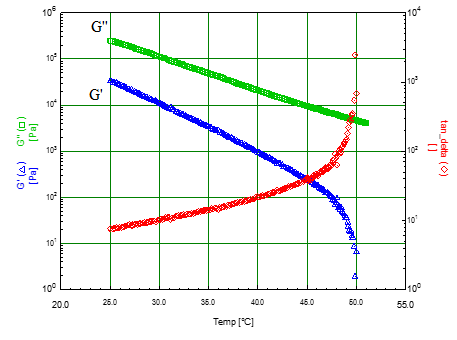 10^6
10^5
10^4
10^3
10^2
10^1
10^0
G" (□)
[Pa]
G' (△)
[Pa]
G"
G'
10^4
10^3
10^2
10^1
10^0
tan_delta (◇)
[ ]
20.0 25.0 30.0 35.0 40.0 45.0 50.0 55.0
Temp [°C]